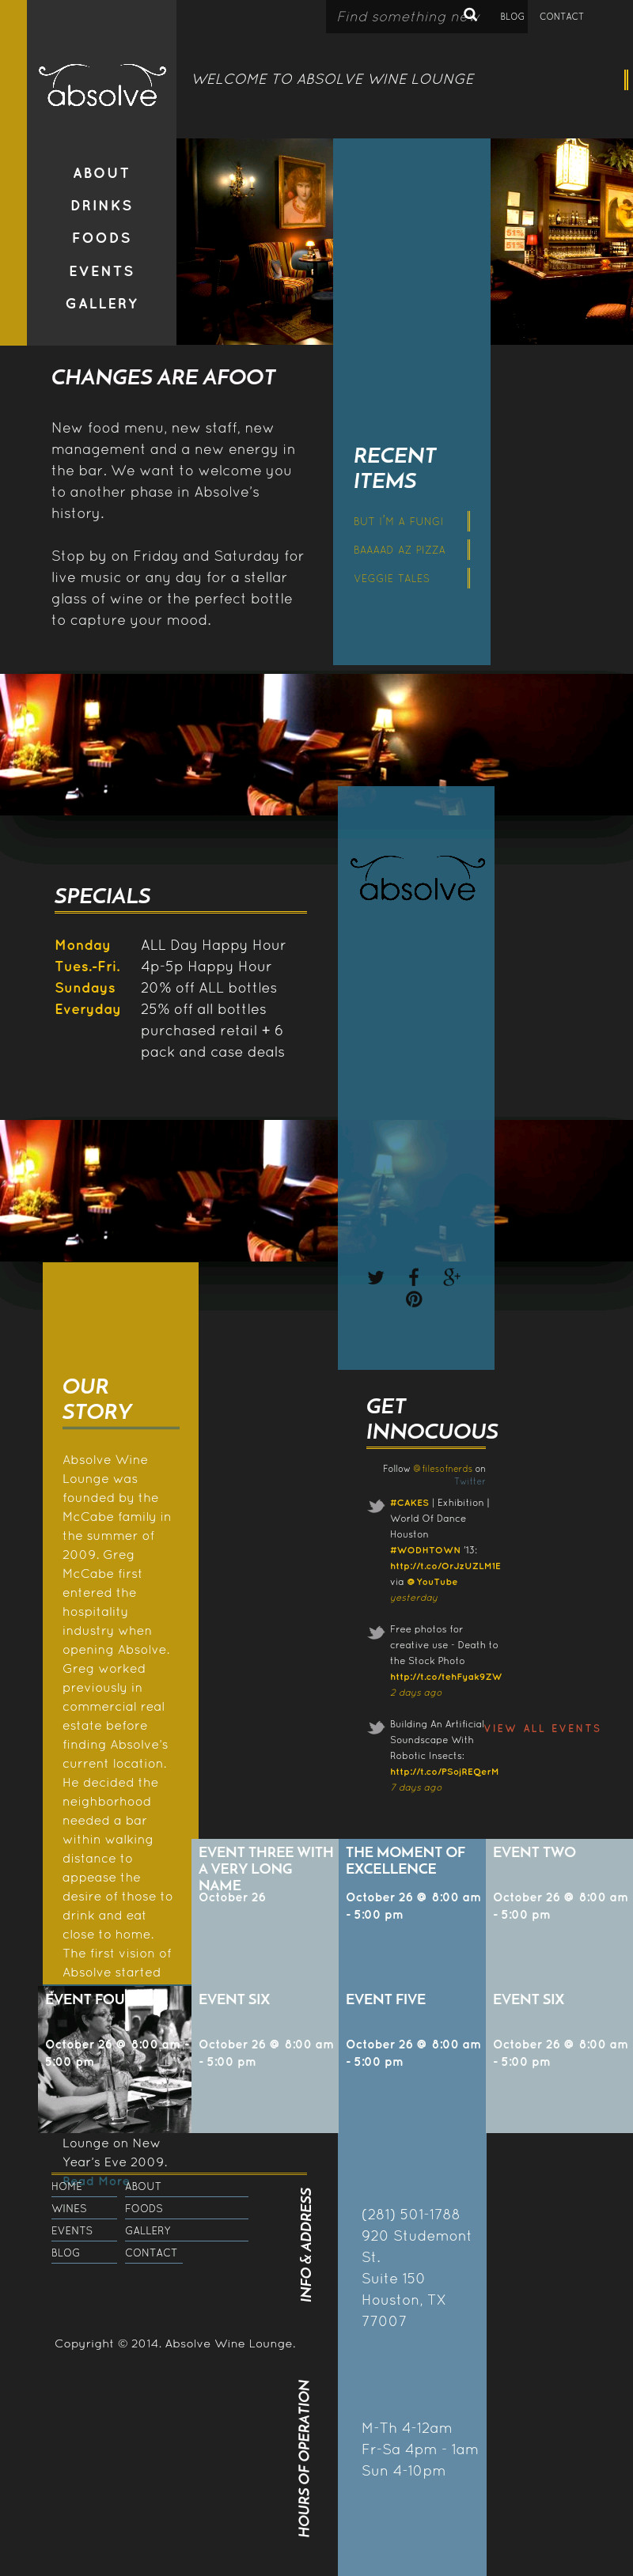 Find something new
BLOG
CONTACT
absolve
WELCOME TO ABSOLVE WINE LOUNGE
ABOUT
DRINKS
FOODS
EVENTS
GALLERY
CHANGES ARE AFOOT
New food menu, new staff, new
management and a new energy in
the bar. We want to welcome you
to another phase in Absolve's
history.
Stop by on Friday and Saturday for
live music or any day for a stellar
glass of wine or the perfect bottle
to capture your mood.
RECENT
ITEMS
BUT I'M A FUNGI
BAAAAD AZ PIZZA
VEGGIE TALES
absolve
SPECIALS
Monday ALL Day Happy Hour
Tues.-Fri. 4p-5p Happy Hour
Sundays 20% off ALL bottles
Everyday 25% off all bottles
purchased retail + 6
pack and case deals
OUR
STORY
Absolve Wine
Lounge was
founded by the
McCabe family in
the summer of
2009. Greg
McCabe first
entered the
hospitality
industry when
opening Absolve.
Greg worked
previously in
commercial real
estate before
finding Absolve's
current location.
He decided the
neighborhood
needed a bar
within walking
distance to
appease the
desire of those to
drink and eat
close to home.
The first vision of
Absolve started
Lounge on New
Year's Eve 2009.
Read More
GET
INNOCUOUS
Follow @filesofnerds on
Twitter
#CAKES | Exhibition |
World Of Dance
Houston
#WODHTOWN '13:
http://t.co/OrJzUZLM1E
via @YouTube
yesterday
Free photos for
creative use - Death to
the Stock Photo
http://t.co/tehFyak9ZW
2 days ago
Building An Artificial
Soundscape With
Robotic Insects:
http://t.co/PSojREQerM
7 days ago
VIEW ALL EVENTS
EVENT THREE WITH
A VERY LONG
NAME
October 26
THE MOMENT OF
EXCELLENCE
October 26 @ 8:00 am
- 5:00 pm
EVENT TWO
October 26 @ 8:00 am
- 5:00 pm
EVENT FOU
October 26 @ 8:00 am -
5:00 pm
EVENT SIX
October 26 @ 8:00 am
- 5:00 pm
EVENT FIVE
October 26 @ 8:00 am
- 5:00 pm
EVENT SIX
October 26 @ 8:00 am
- 5:00 pm
HOME ABOUT
WINES FOODS
EVENTS GALLERY
BLOG CONTACT
Copyright © 2014. Absolve Wine Lounge.
INFO & ADDRESS
(281) 501-1788
920 Studemont
St.
Suite 150
Houston, TX
77007
HOURS OF OPERATION
M-Th 4-12am
Fr-Sa 4pm - 1am
Sun 4-10pm